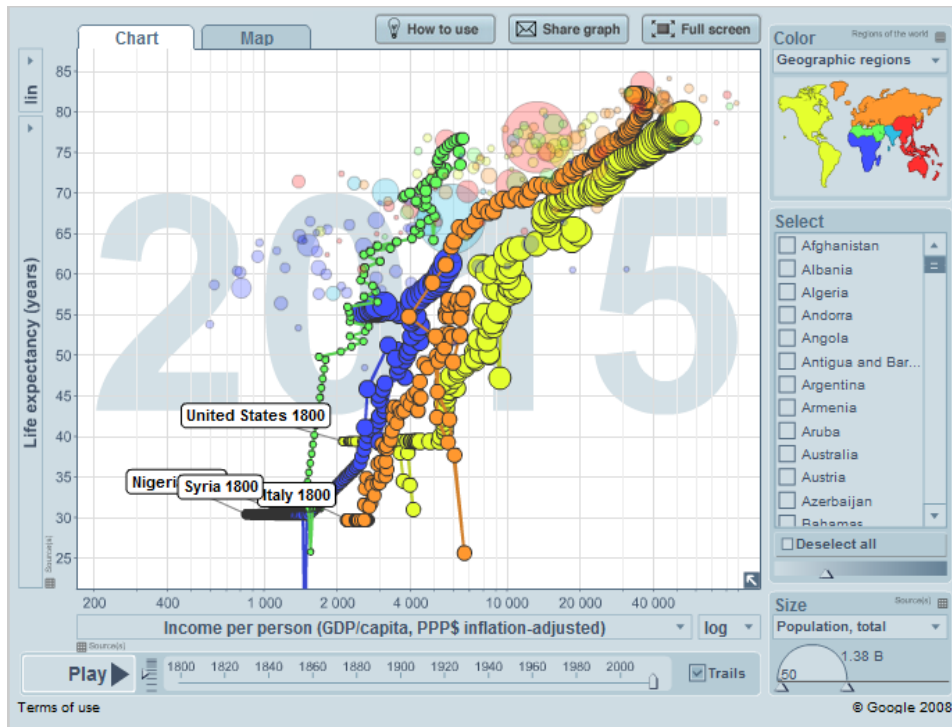 Chart
Map
How to use
Share graph
Full screen
Color
Regions of the world
Geographic regions
lin
Life expectancy (years)
85
80
75
70
65
60
55
50
45
40
35
30
25
2015
United States 1800
Nigeri
Syria 1800
Italy 1800
Source(s)
200
400
1 000
2 000
4 000
10 000
20 000
40 000
Income per person (GDP/capita, PPP$ inflation-adjusted)
log
Source(s)
Select
Afghanistan
Albania
Algeria
Andorra
Angola
Antigua and Bar...
Argentina
Armenia
Aruba
Australia
Austria
Azerbaijan
Bahamas
Deselect all
Size
Source(s)
Population, total
1.38 B
50
Play
1800 1820 1840 1860 1880 1900 1920 1940 1960 1980 2000
Trails
Terms of use
© Google 2008